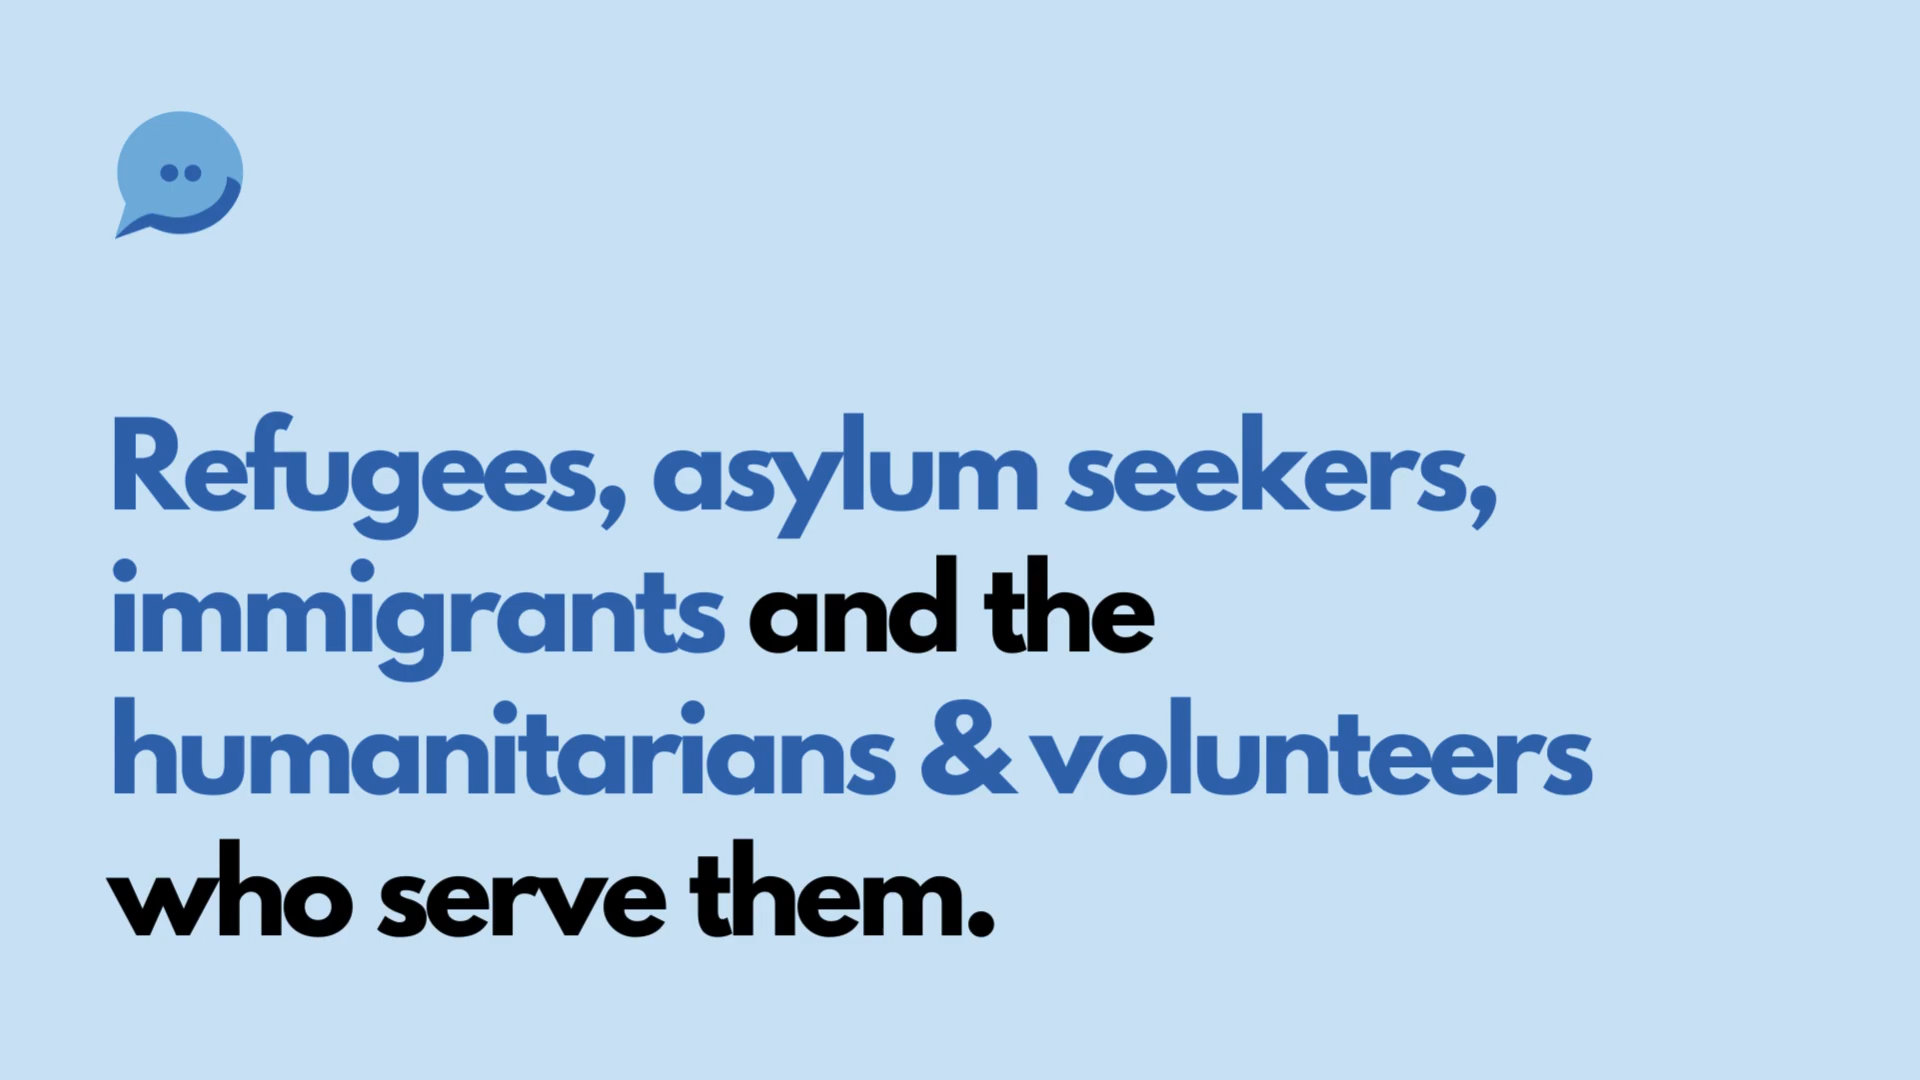 Refugees, asylum seekers,
immigrants and the
humanitarians & volunteers
who serve them.